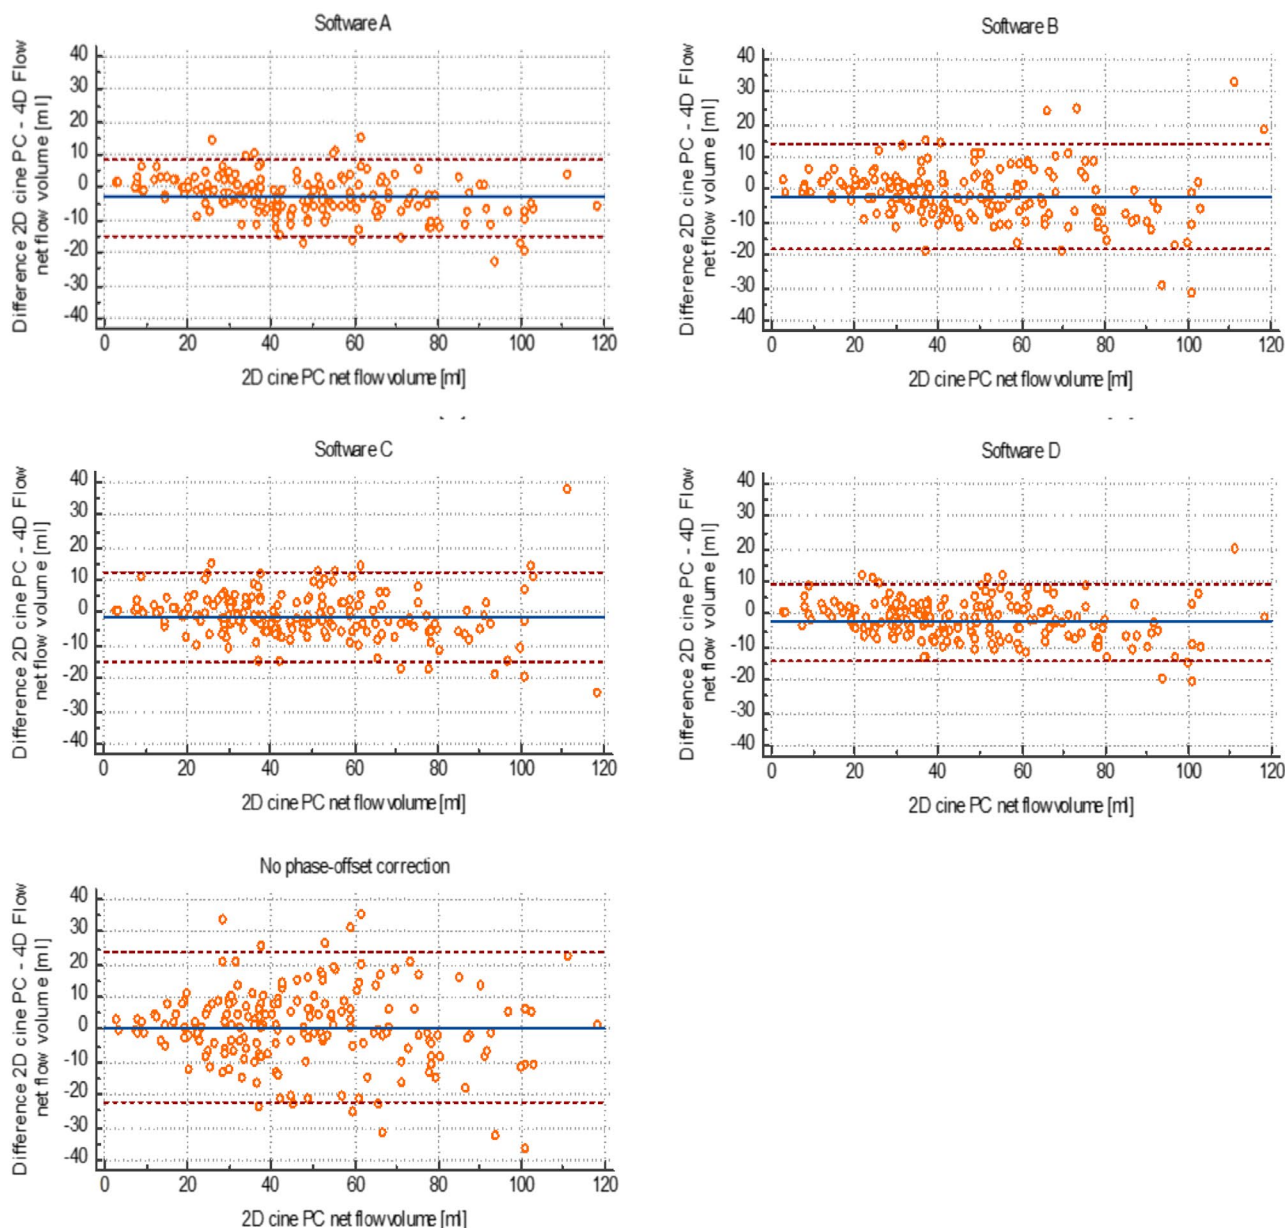 Software A
Difference 2D cine PC - 4D Flow
net flow volume [ml]
40
30
20
10
0
-10
-20
-30
-40
0 20 40 60 80 100 120
2D cine PC net flow volume [ml]
Software B
Difference 2D cine PC - 4D Flow
net flow volume [ml]
40
30
20
10
0
-10
-20
-30
-40
0 20 40 60 80 100 120
2D cine PC net flow volume [ml]
Software C
Difference 2D cine PC - 4D Flow
net flow volume [ml]
40
30
20
10
0
-10
-20
-30
-40
0 20 40 60 80 100 120
2D cine PC net flow volume [ml]
Software D
Difference 2D cine PC - 4D Flow
net flow volume [ml]
40
30
20
10
0
-10
-20
-30
-40
0 20 40 60 80 100 120
2D cine PC net flow volume [ml]
No phase-offset correction
Difference 2D cine PC - 4D Flow
net flow volume [ml]
40
30
20
10
0
-10
-20
-30
-40
0 20 40 60 80 100 120
2D cine PC net flow volume [ml]